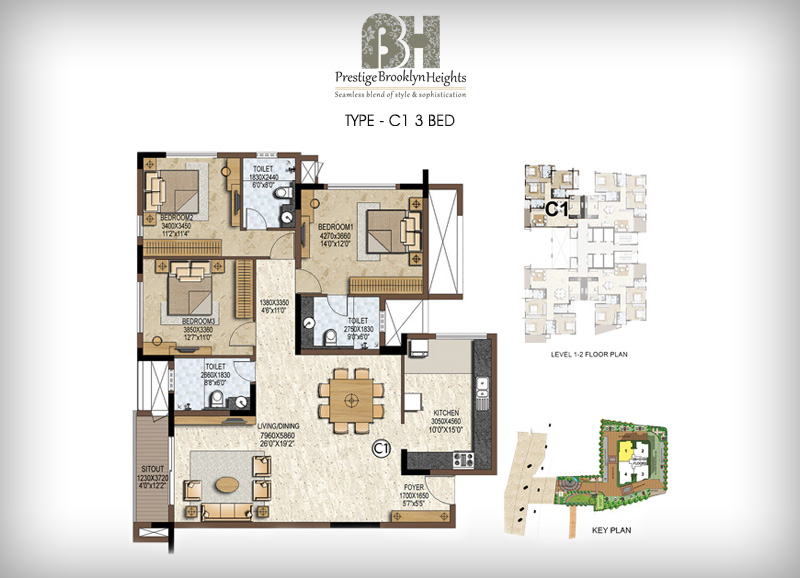 BH
Prestige Brooklyn Heights
Seamless blend of style & sophistication
TYPE - C1 3 BED
TOILET
1830X2440
6'0"X8'0"
BEDROOM2
3400X3450
11'2"x11'4"
BEDROOM1
4270X3660
14'0"X12'0"
BEDROOM3
3850X3360
12'7"X11'0"
1380X3350
4'6"x11'0"
TOILET
2750X1830
9'0"X6'0"
TOILET
2660X1830
8'8"x6'0"
KITCHEN
3050X4560
10'0"X15'0"
LIVING/DINING
7960X5860
26'0"X19'2"
C1
SITOUT
1230X3720
4'0"x12'2"
FOYER
1700X1650
5'7"x5'5"
C1
LEVEL 1-2 FLOOR PLAN
KEY PLAN